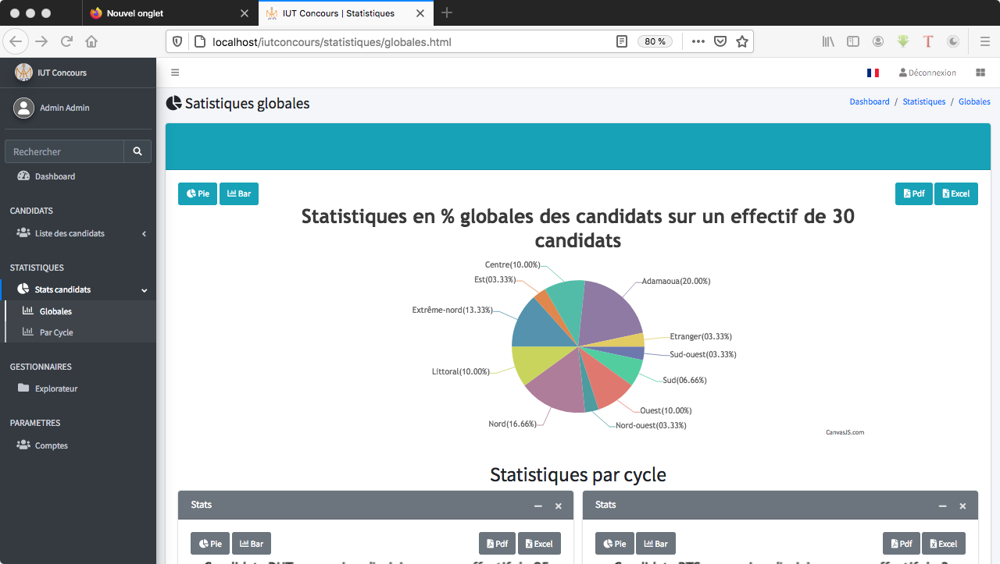 Nouvel onglet
IUT Concours | Statistiques
localhost/iutconcours/statistiques/globales.html
80 %
IUT Concours
Déconnexion
Admin Admin
Satistiques globales
Dashboard / Statistiques / Globales
Rechercher
Dashboard
CANDIDATS
Liste des candidats
STATISTIQUES
Stats candidats
Globales
Par Cycle
GESTIONNAIRES
Explorateur
PARAMETRES
Comptes
Pie
Bar
Pdf
Excel
Statistiques en % globales des candidats sur un effectif de 30
candidats
Centre(10.00%)
Est(03.33%)
Adamaoua(20.00%)
Extrême-nord(13.33%)
Etranger(03.33%)
Sud-ouest(03.33%)
Littoral(10.00%)
Sud(06.66%)
Ouest(10.00%)
Nord(16.66%)
Nord-ouest(03.33%)
CanvasJS.com
Statistiques par cycle
Stats
Pie
Bar
Pdf
Excel
Stats
Pie
Bar
Pdf
Excel